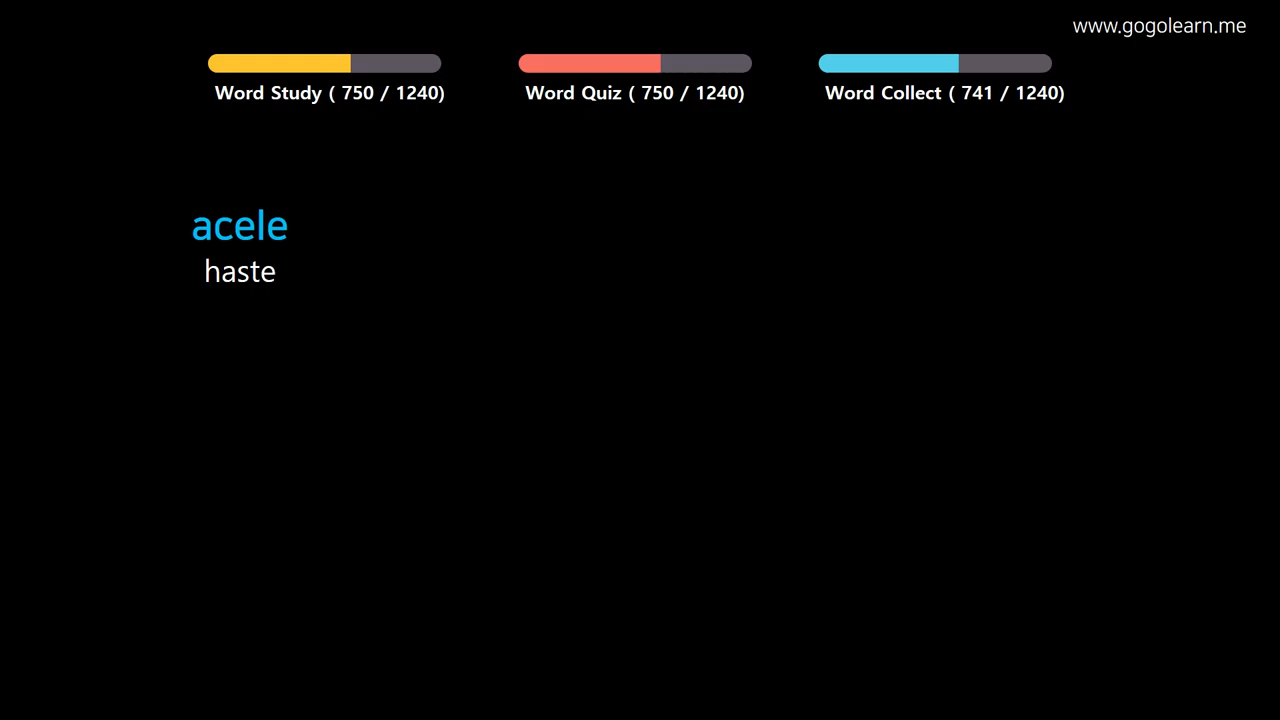 www.gogolearn.me
Word Study ( 750 / 1240)
Word Quiz ( 750 / 1240)
Word Collect ( 741 / 1240)
acele
haste